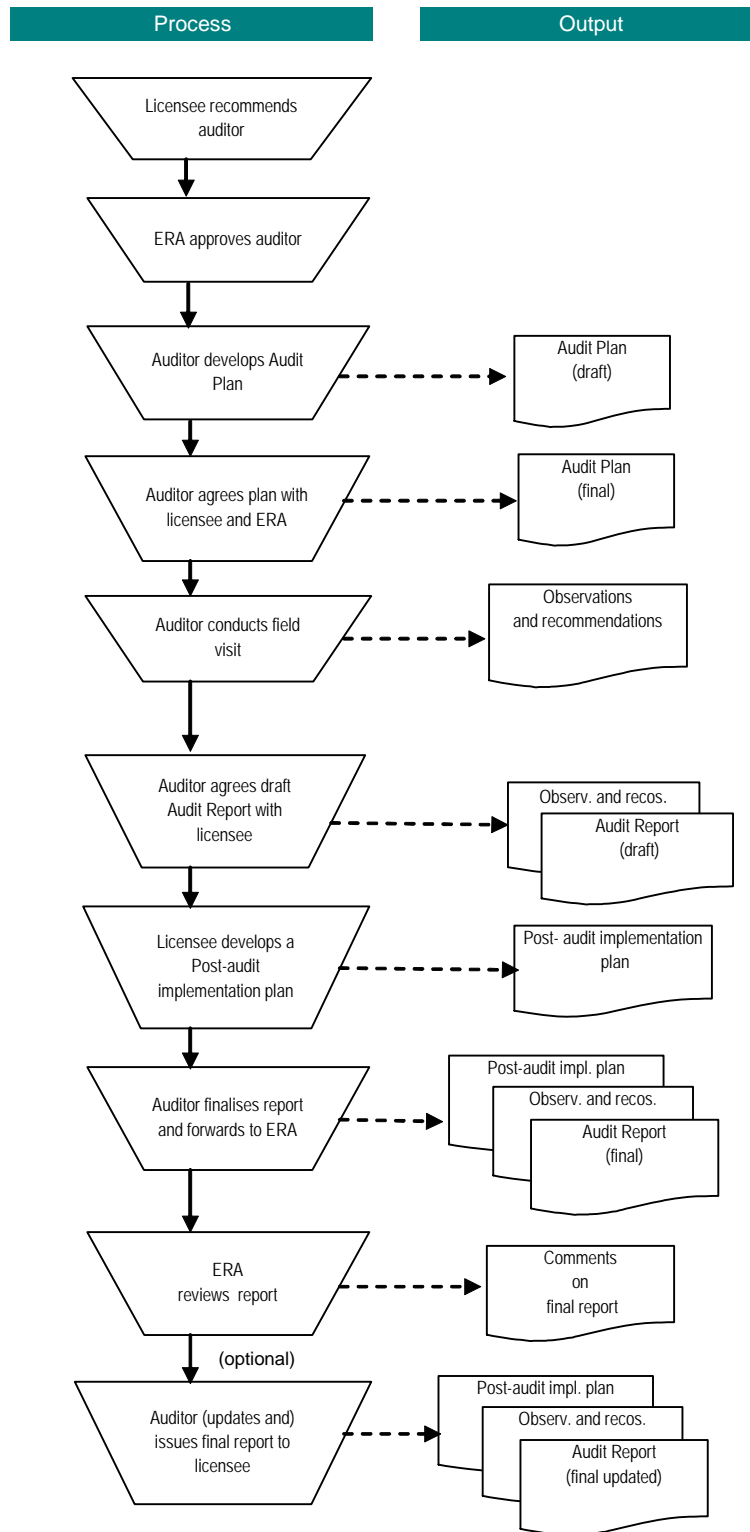 Process
Output
Licensee recommends
auditor
ERA approves auditor
Auditor develops Audit
Plan
Audit Plan
(draft)
Auditor agrees plan with
licensee and ERA
Audit Plan
(final)
Auditor conducts field
visit
Observations
and recommendations
Auditor agrees draft
Audit Report with
licensee
Observ. and recos.
Audit Report
(draft)
Licensee develops a
Post-audit
implementation plan
Post- audit implementation
plan
Auditor finalises report
and forwards to ERA
Post-audit impl. plan
Observ. and recos.
Audit Report
(final)
ERA
reviews report
Comments
on
final report
(optional)
Auditor (updates and)
issues final report to
licensee
Post-audit impl. plan
Observ. and recos.
Audit Report
(final updated)